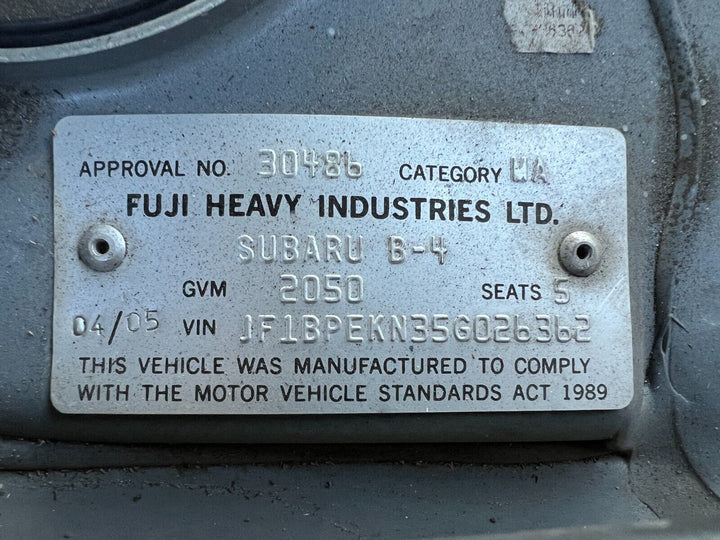 APPROVAL NO. 30486 CATEGORY MA
FUJI HEAVY INDUSTRIES LTD.
SUBARU B-4
GVM 2050 SEATS 5
04/05 VIN JF1BPEKN35G026362
THIS VEHICLE WAS MANUFACTURED TO COMPLY
WITH THE MOTOR VEHICLE STANDARDS ACT 1989